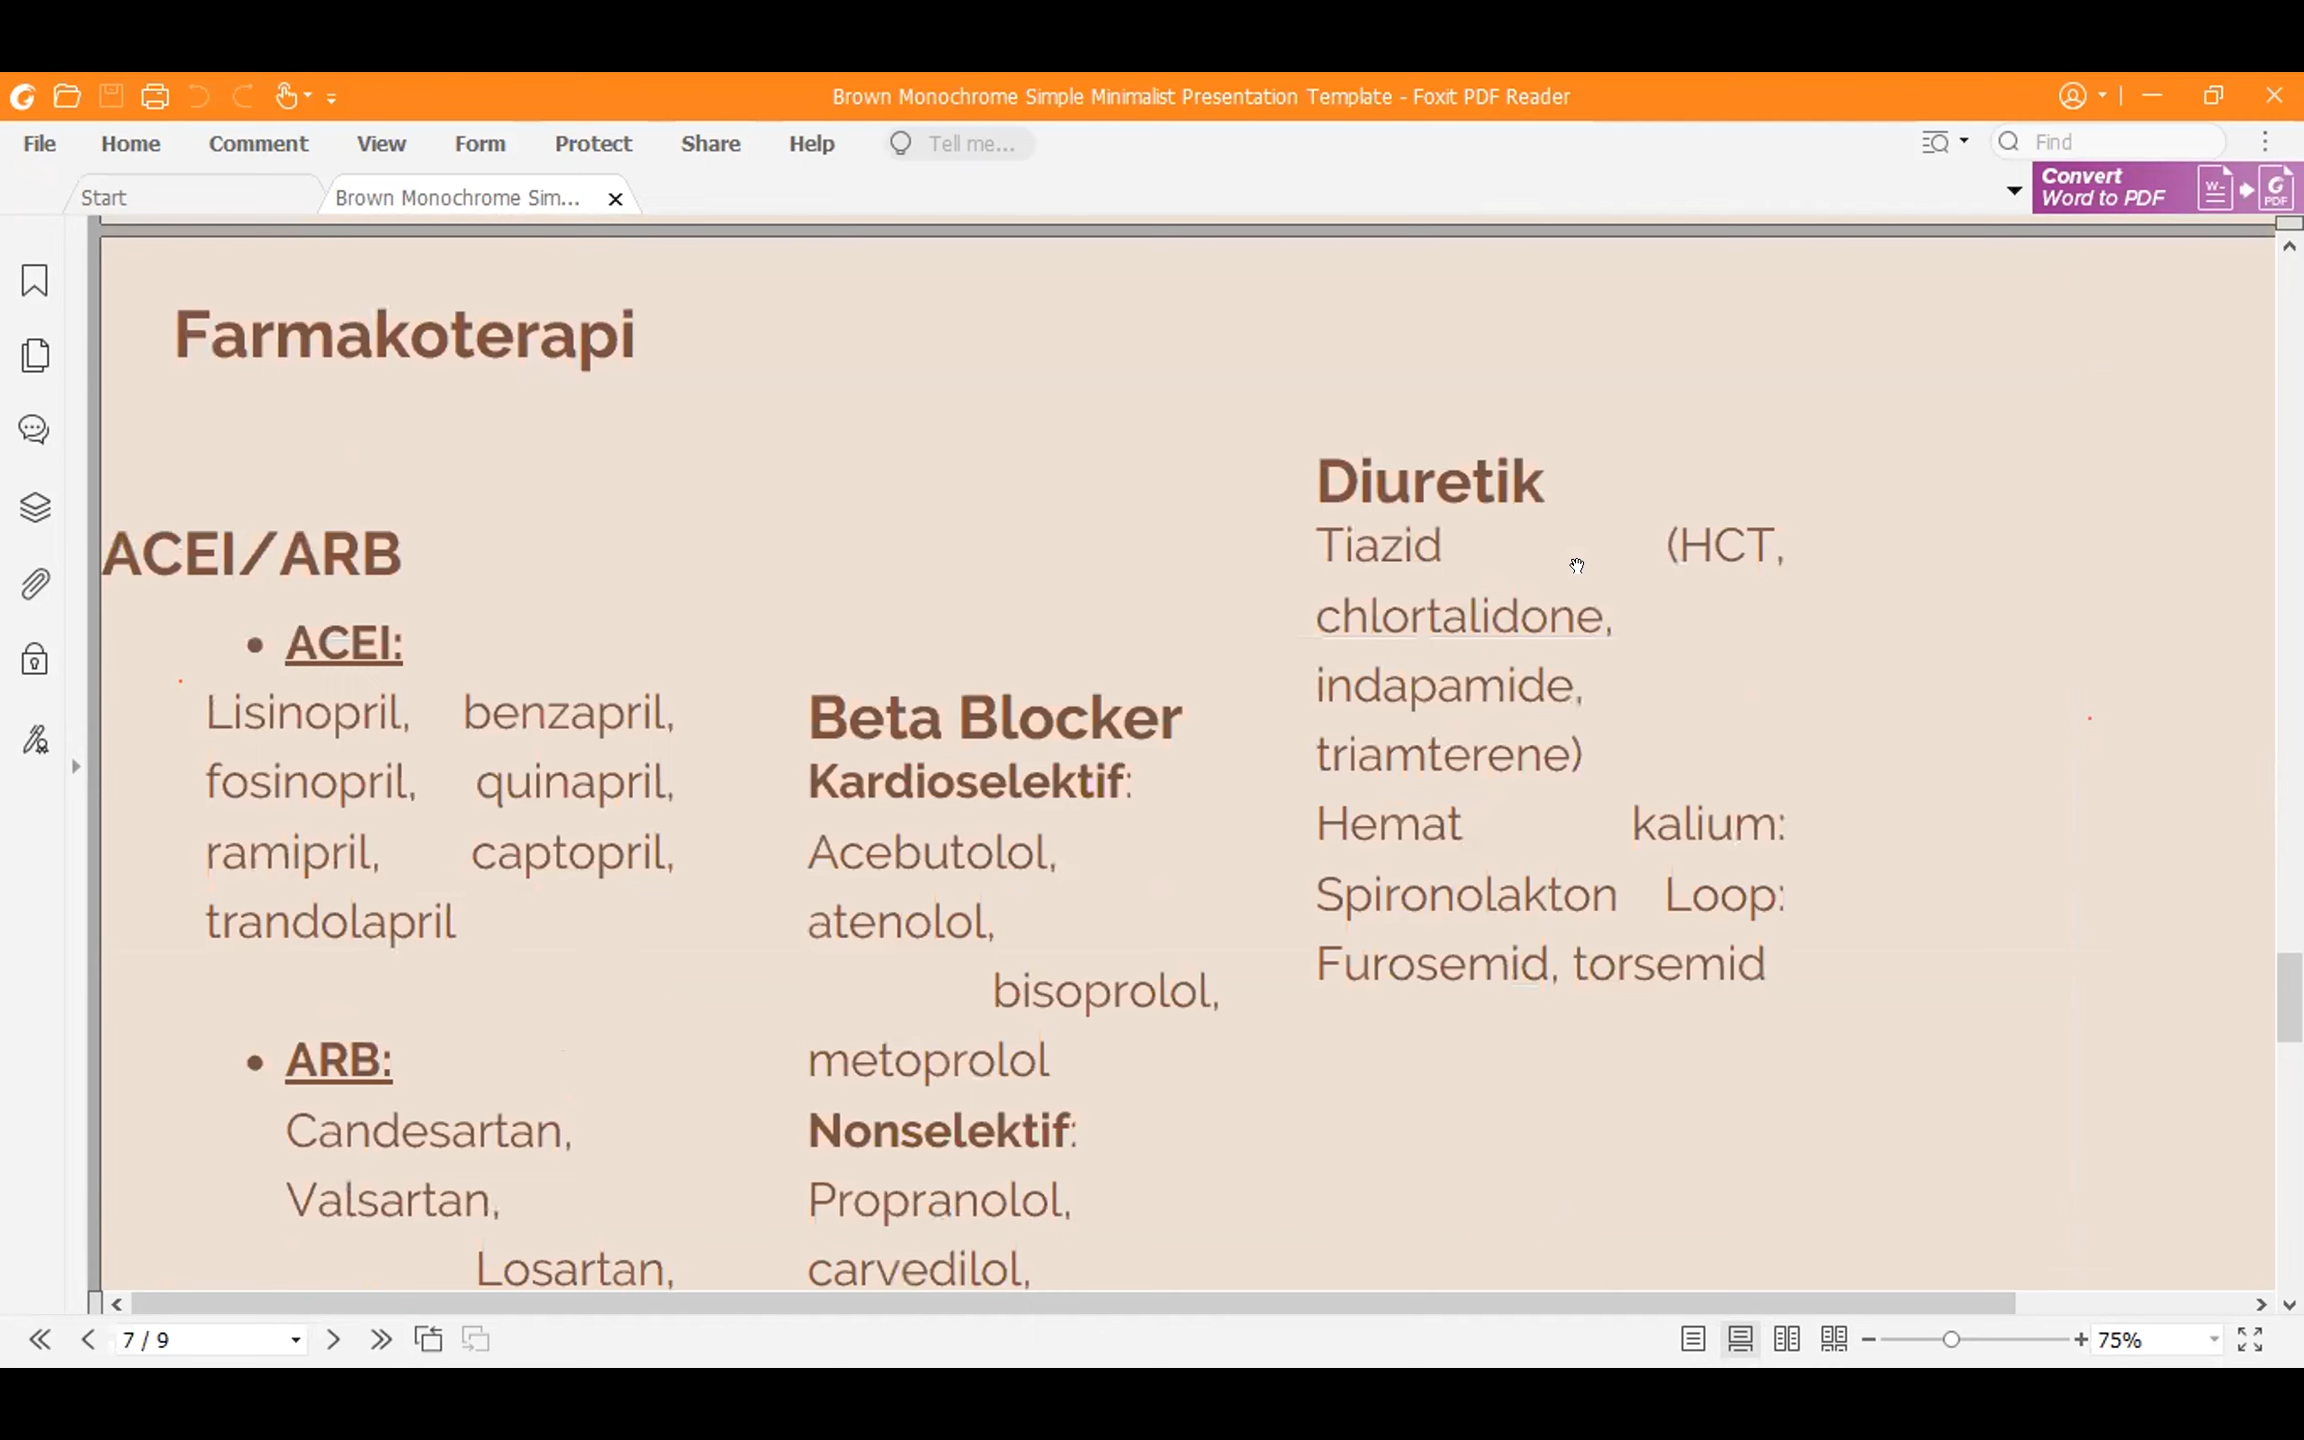 Brown Monochrome Simple Minimalist Presentation Template - Foxit PDF Reader
File Home Comment View Form Protect Share Help Tell me... Find
Start Brown Monochrome Sim...
Convert
Word to PDF
W-
PDF
Farmakoterapi
ACEI/ARB
• ACEI:
Lisinopril, benzapril,
fosinopril, quinapril,
ramipril, captopril,
trandolapril
• ARB:
Candesartan,
Valsartan,
Losartan,
Beta Blocker
Kardioselektif:
Acebutolol,
atenolol,
bisoprolol,
metoprolol
Nonselektif:
Propranolol,
carvedilol,
Diuretik
Tiazid (HCT,
chlortalidone,
indapamide,
triamterene)
Hemat kalium:
Spironolakton Loop:
Furosemid, torsemid
7 / 9
75%